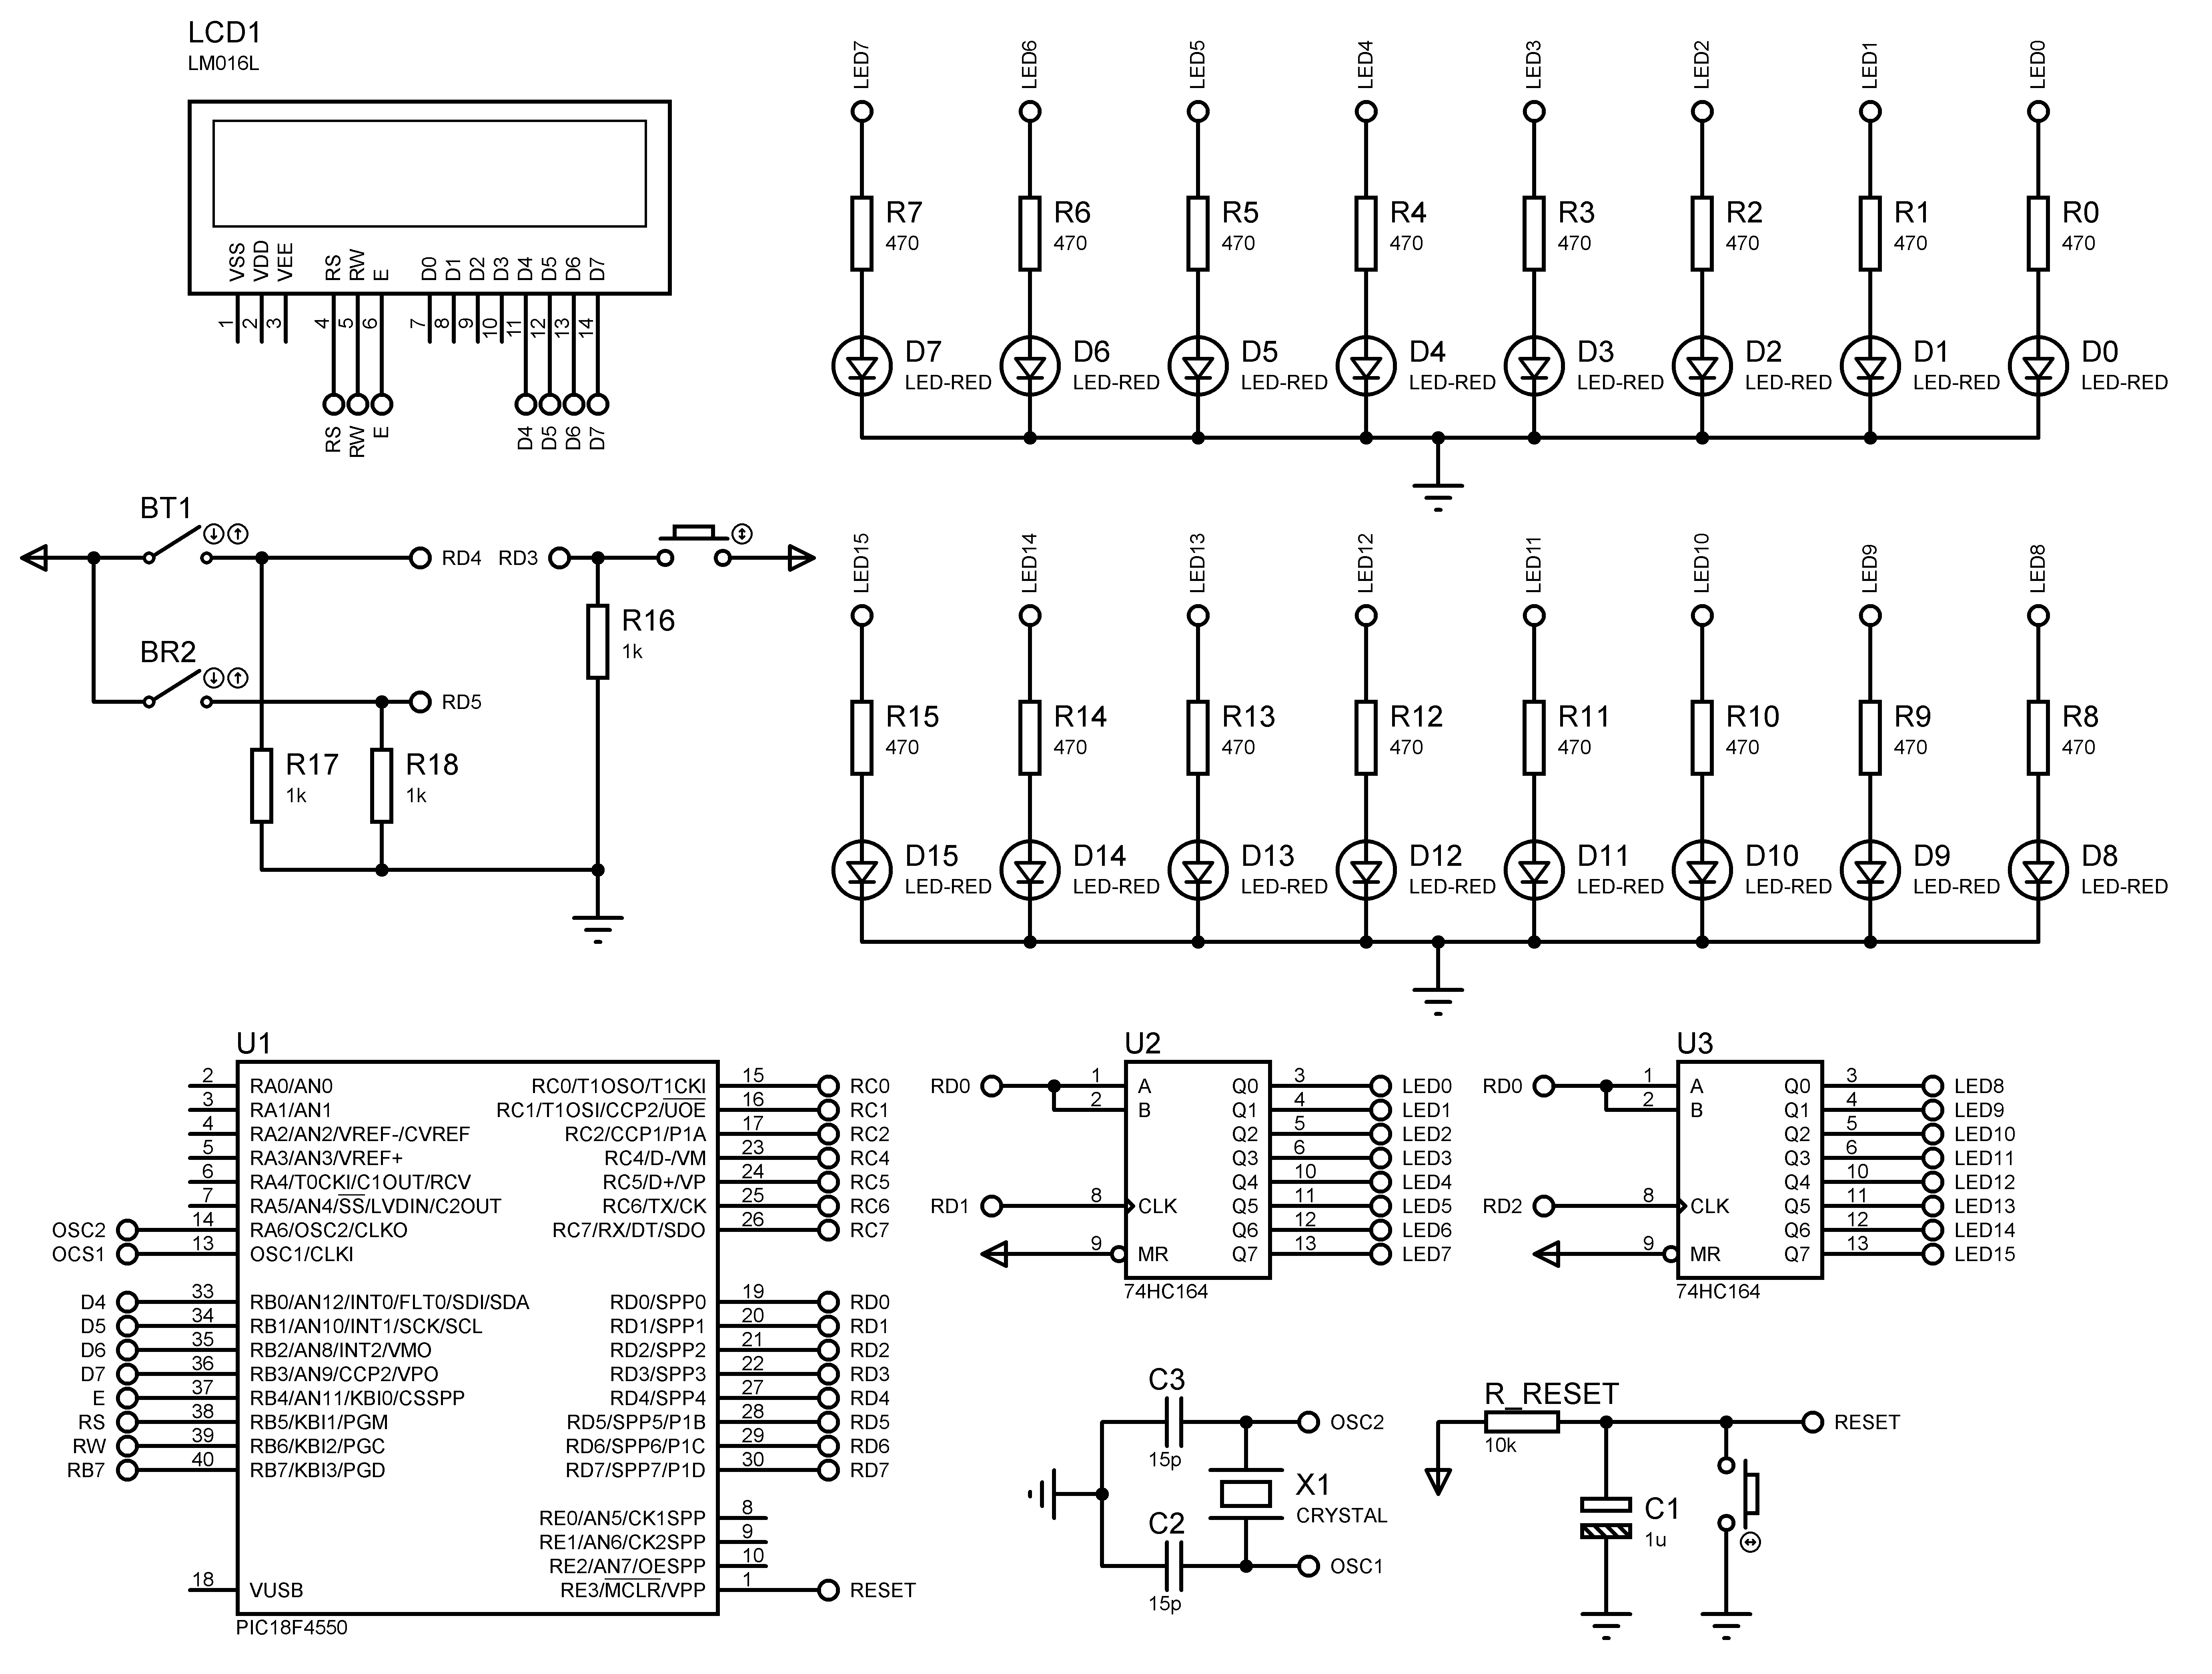 LCD1
LM016L
VSS
VDD
VEE
RS
RW
E
D0
D1
D2
D3
D4
D5
D6
D7
1
2
3
4
5
6
7
8
9
10
11
12
13
14
RS
RW
E
D4
D5
D6
D7
LED7
LED6
LED5
LED4
LED3
LED2
LED1
LED0
R7
470
R6
470
R5
470
R4
470
R3
470
R2
470
R1
470
R0
470
D7
LED-RED
D6
LED-RED
D5
LED-RED
D4
LED-RED
D3
LED-RED
D2
LED-RED
D1
LED-RED
D0
LED-RED
BT1
RD4
RD3
BR2
RD5
R16
1k
R17
1k
R18
1k
LED15
LED14
LED13
LED12
LED11
LED10
LED9
LED8
R15
470
R14
470
R13
470
R12
470
R11
470
R10
470
R9
470
R8
470
D15
LED-RED
D14
LED-RED
D13
LED-RED
D12
LED-RED
D11
LED-RED
D10
LED-RED
D9
LED-RED
D8
LED-RED
U1
2 RA0/AN0
3 RA1/AN1
4 RA2/AN2/VREF-/CVREF
5 RA3/AN3/VREF+
6 RA4/T0CKI/C1OUT/RCV
7 RA5/AN4/SS/LVDIN/C2OUT
OSC2 14 RA6/OSC2/CLKO
OCS1 13 OSC1/CLKI
D4 33 RB0/AN12/INT0/FLT0/SDI/SDA
D5 34 RB1/AN10/INT1/SCK/SCL
D6 35 RB2/AN8/INT2/VMO
D7 36 RB3/AN9/CCP2/VPO
E 37 RB4/AN11/KBI0/CSSPP
RS 38 RB5/KBI1/PGM
RW 39 RB6/KBI2/PGC
RB7 40 RB7/KBI3/PGD
18 VUSB
RC0/T1OSO/T1CKI 15 RC0
RC1/T1OSI/CCP2/UOE 16 RC1
RC2/CCP1/P1A 17 RC2
RC4/D-/VM 23 RC4
RC5/D+/VP 24 RC5
RC6/TX/CK 25 RC6
RC7/RX/DT/SDO 26 RC7
RD0/SPP0 19 RD0
RD1/SPP1 20 RD1
RD2/SPP2 21 RD2
RD3/SPP3 22 RD3
RD4/SPP4 27 RD4
RD5/SPP5/P1B 28 RD5
RD6/SPP6/P1C 29 RD6
RD7/SPP7/P1D 30 RD7
RE0/AN5/CK1SPP 8
RE1/AN6/CK2SPP 9
RE2/AN7/OESPP 10
RE3/MCLR/VPP 1 RESET
PIC18F4550
U2
RD0 1 A
2 B
RD1 8 CLK
9 MR
Q0 3 LED0
Q1 4 LED1
Q2 5 LED2
Q3 6 LED3
Q4 10 LED4
Q5 11 LED5
Q6 12 LED6
Q7 13 LED7
74HC164
U3
RD0 1 A
2 B
RD2 8 CLK
9 MR
Q0 3 LED8
Q1 4 LED9
Q2 5 LED10
Q3 6 LED11
Q4 10 LED12
Q5 11 LED13
Q6 12 LED14
Q7 13 LED15
74HC164
C3
15p
OSC2
X1
CRYSTAL
C2
15p
OSC1
R_RESET
10k
RESET
C1
1u